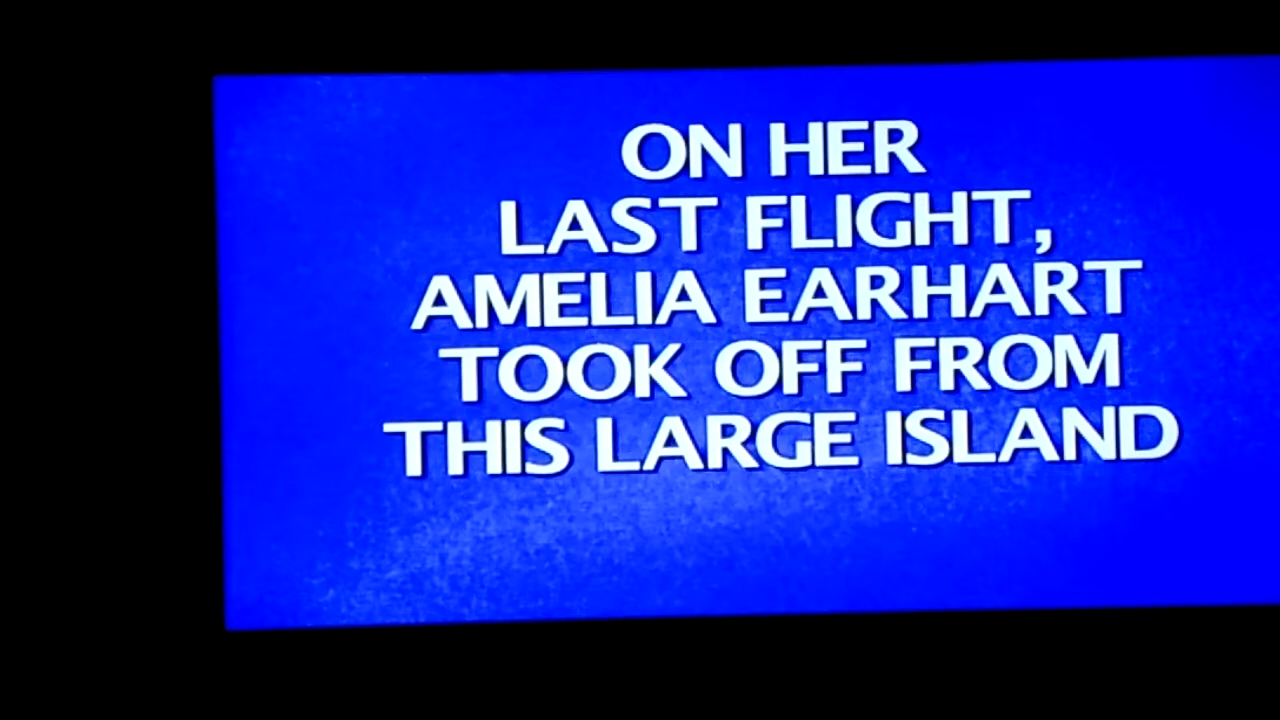 ON HER
LAST FLIGHT,
AMELIA EARHART
TOOK OFF FROM
THIS LARGE ISLAND